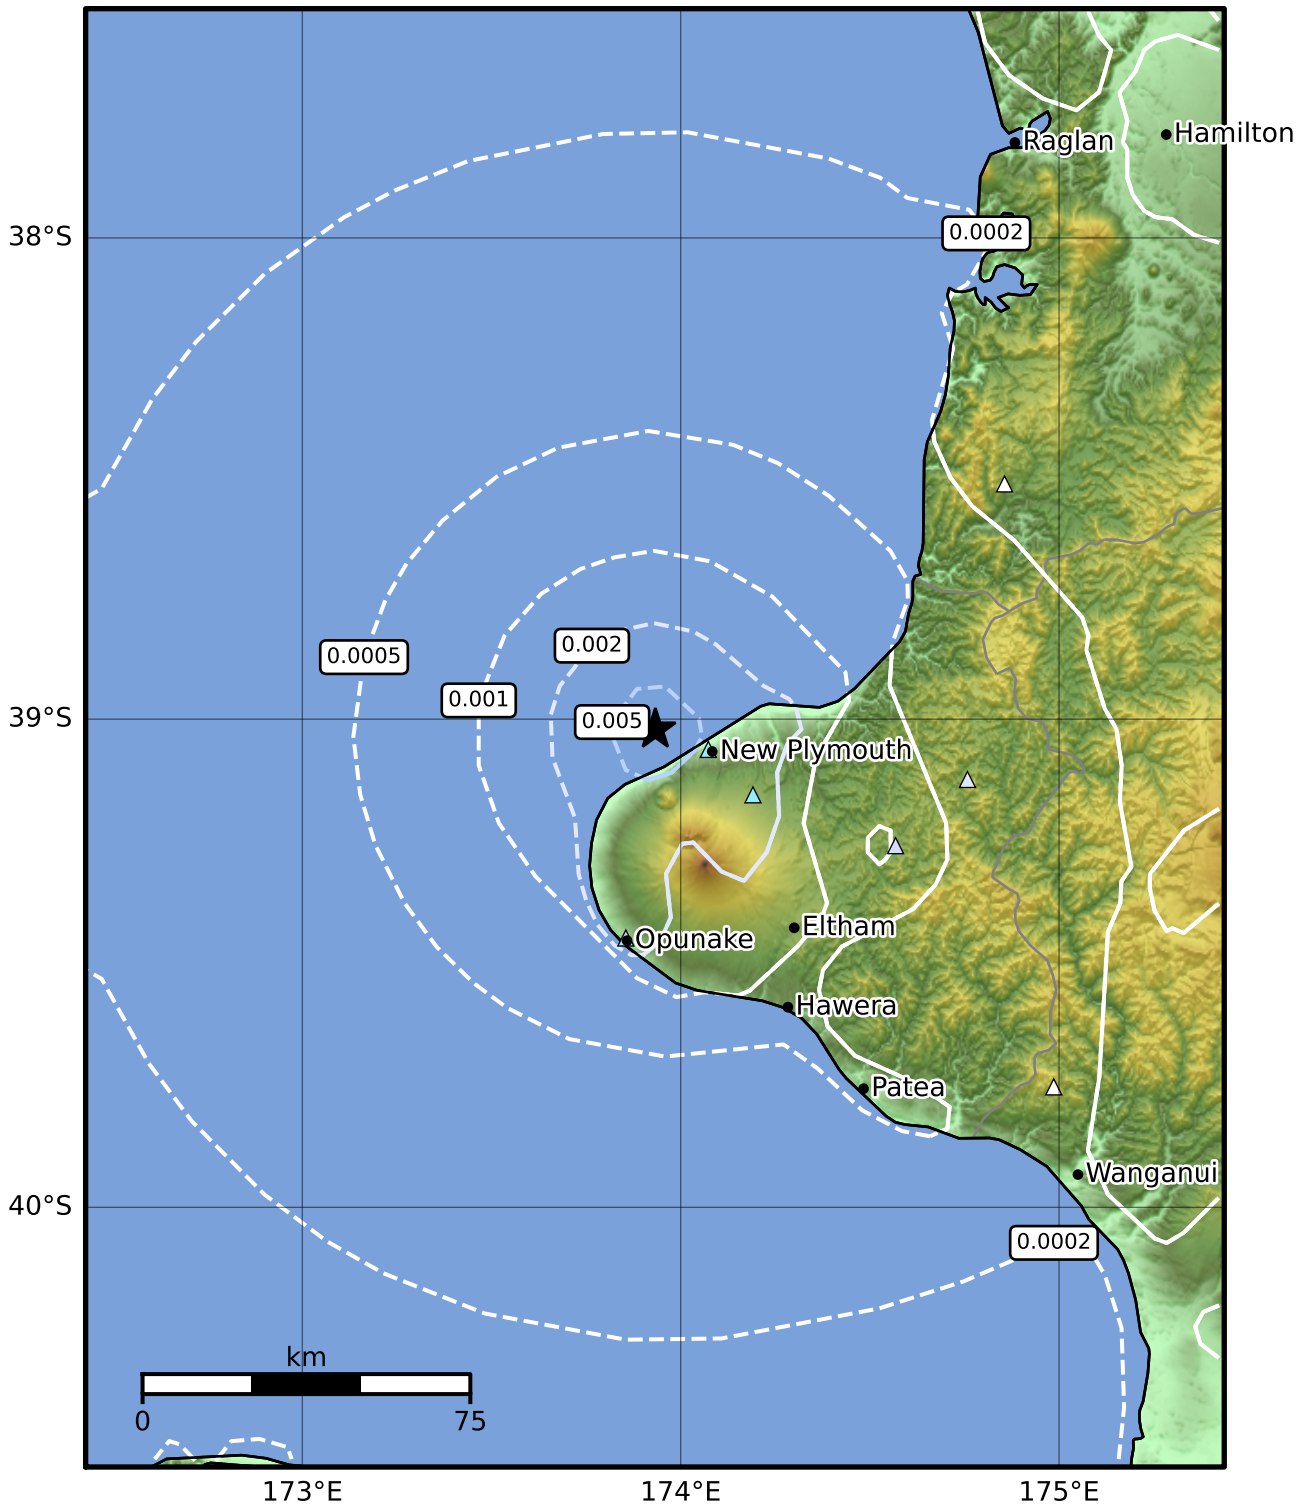 Hamilton
Raglan
38°S
0.0002
0.002
0.0005
0.001
39°S
0.005
New Plymouth
Eltham
Opunake
Hawera
Patea
Wanganui
40°S
0.0002
km
0 75
173°E 174°E 175°E